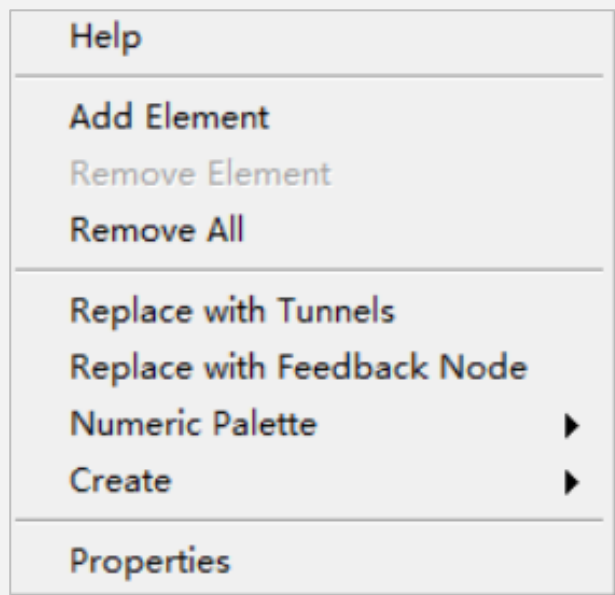 Help
Add Element
Remove Element
Remove All
Replace with Tunnels
Replace with Feedback Node
Numeric Palette
Create
Properties